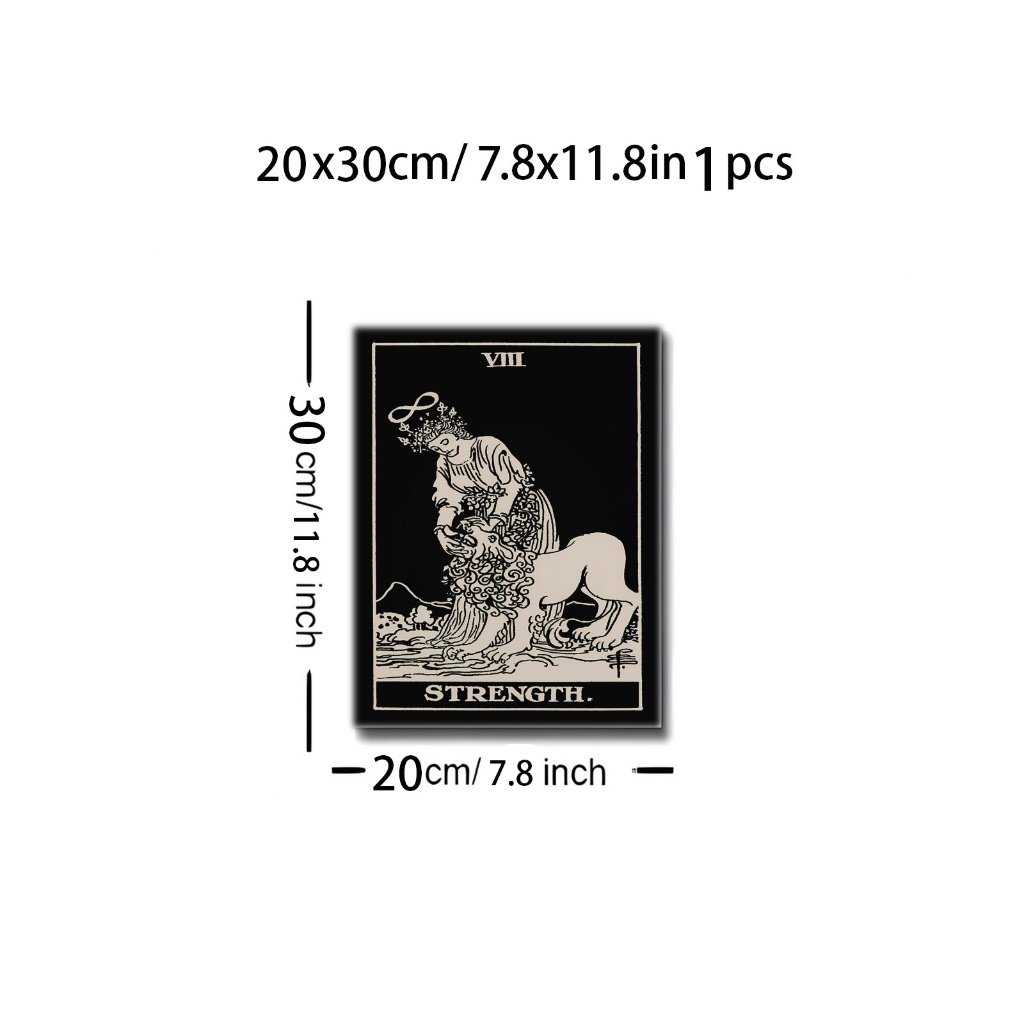 20x30cm/ 7.8x11.8in 1 pcs
VIII
30cm/11.8 inch
STRENGTH.
20cm/ 7.8 inch